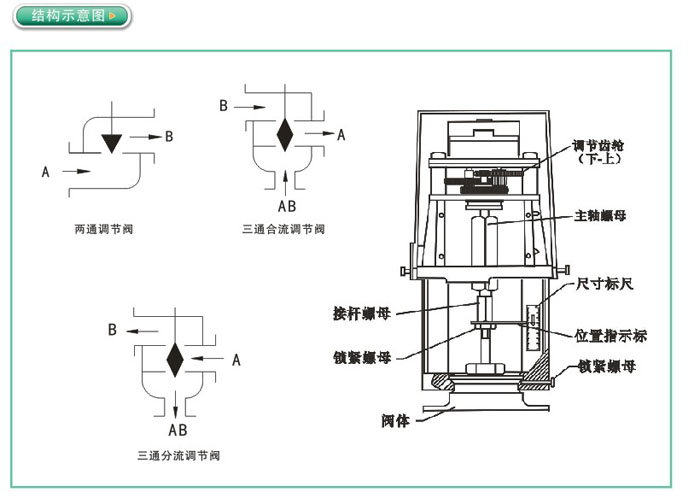 结构示意图
B
A
两通调节阀
B
A
AB
三通合流调节阀
B
A
AB
三通分流调节阀
调节齿轮
（下-上）
主轴螺母
尺寸标尺
接杆螺母
位置指示标
锁紧螺母
锁紧螺母
阀体